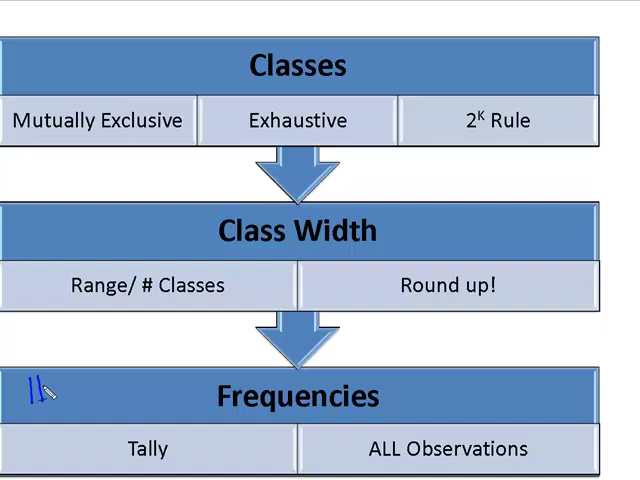 Classes
Mutually Exclusive Exhaustive 2ᴷ Rule
Class Width
Range/ # Classes Round up!
Frequencies
Tally ALL Observations